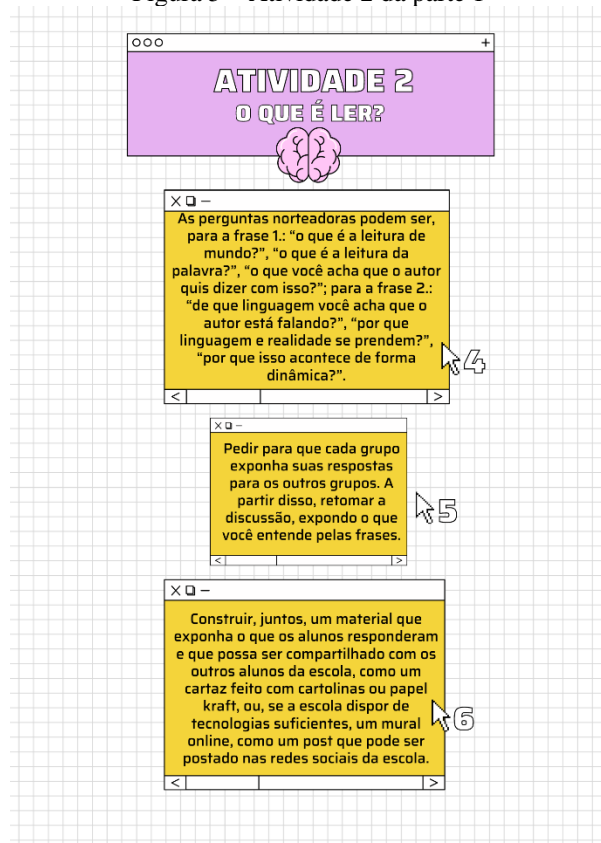 Figura 3 – Atividade 2 da parte 1
ATIVIDADE 2
O QUE É LER?
As perguntas norteadoras podem ser,
para a frase 1.: “o que é a leitura de
mundo?”, “o que é a leitura da
palavra?”, “o que você acha que o autor
quis dizer com isso?”; para a frase 2.:
“de que linguagem você acha que o
autor está falando?”, “por que
linguagem e realidade se prendem?”,
“por que isso acontece de forma
dinâmica?”.
4
Pedir para que cada grupo
exponha suas respostas
para os outros grupos. A
partir disso, retomar a
discussão, expondo o que
você entende pelas frases.
5
Construir, juntos, um material que
exponha o que os alunos responderam
e que possa ser compartilhado com os
outros alunos da escola, como um
cartaz feito com cartolinas ou papel
kraft, ou, se a escola dispor de
tecnologias suficientes, um mural
online, como um post que pode ser
postado nas redes sociais da escola.
6